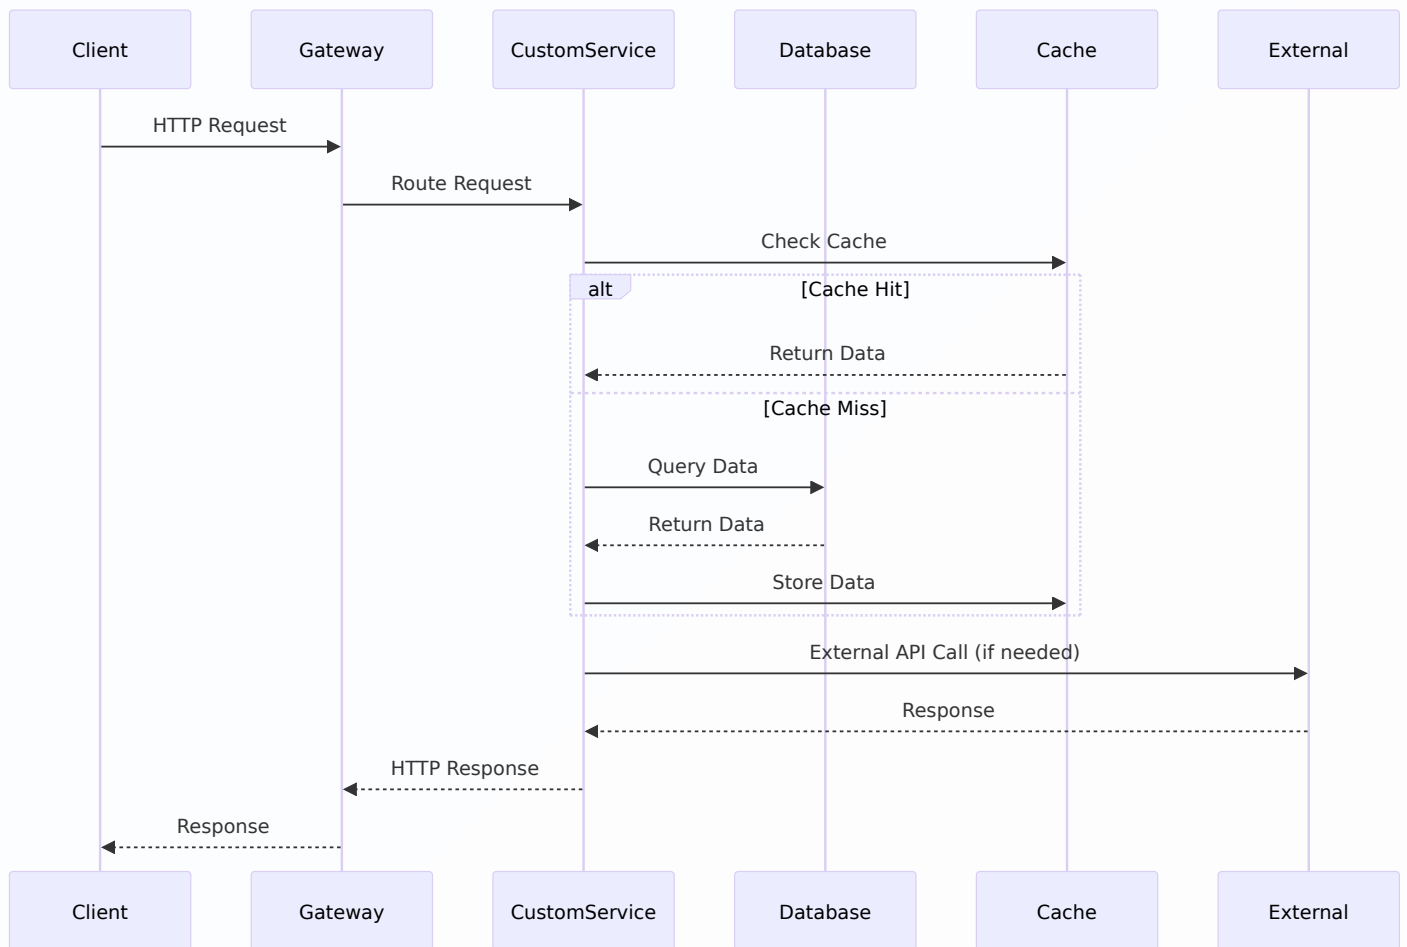 Client
Gateway
CustomService
Database
Cache
External
HTTP Request
Route Request
Check Cache
alt
[Cache Hit]
Return Data
[Cache Miss]
Query Data
Return Data
Store Data
External API Call (if needed)
Response
HTTP Response
Response
Client
Gateway
CustomService
Database
Cache
External